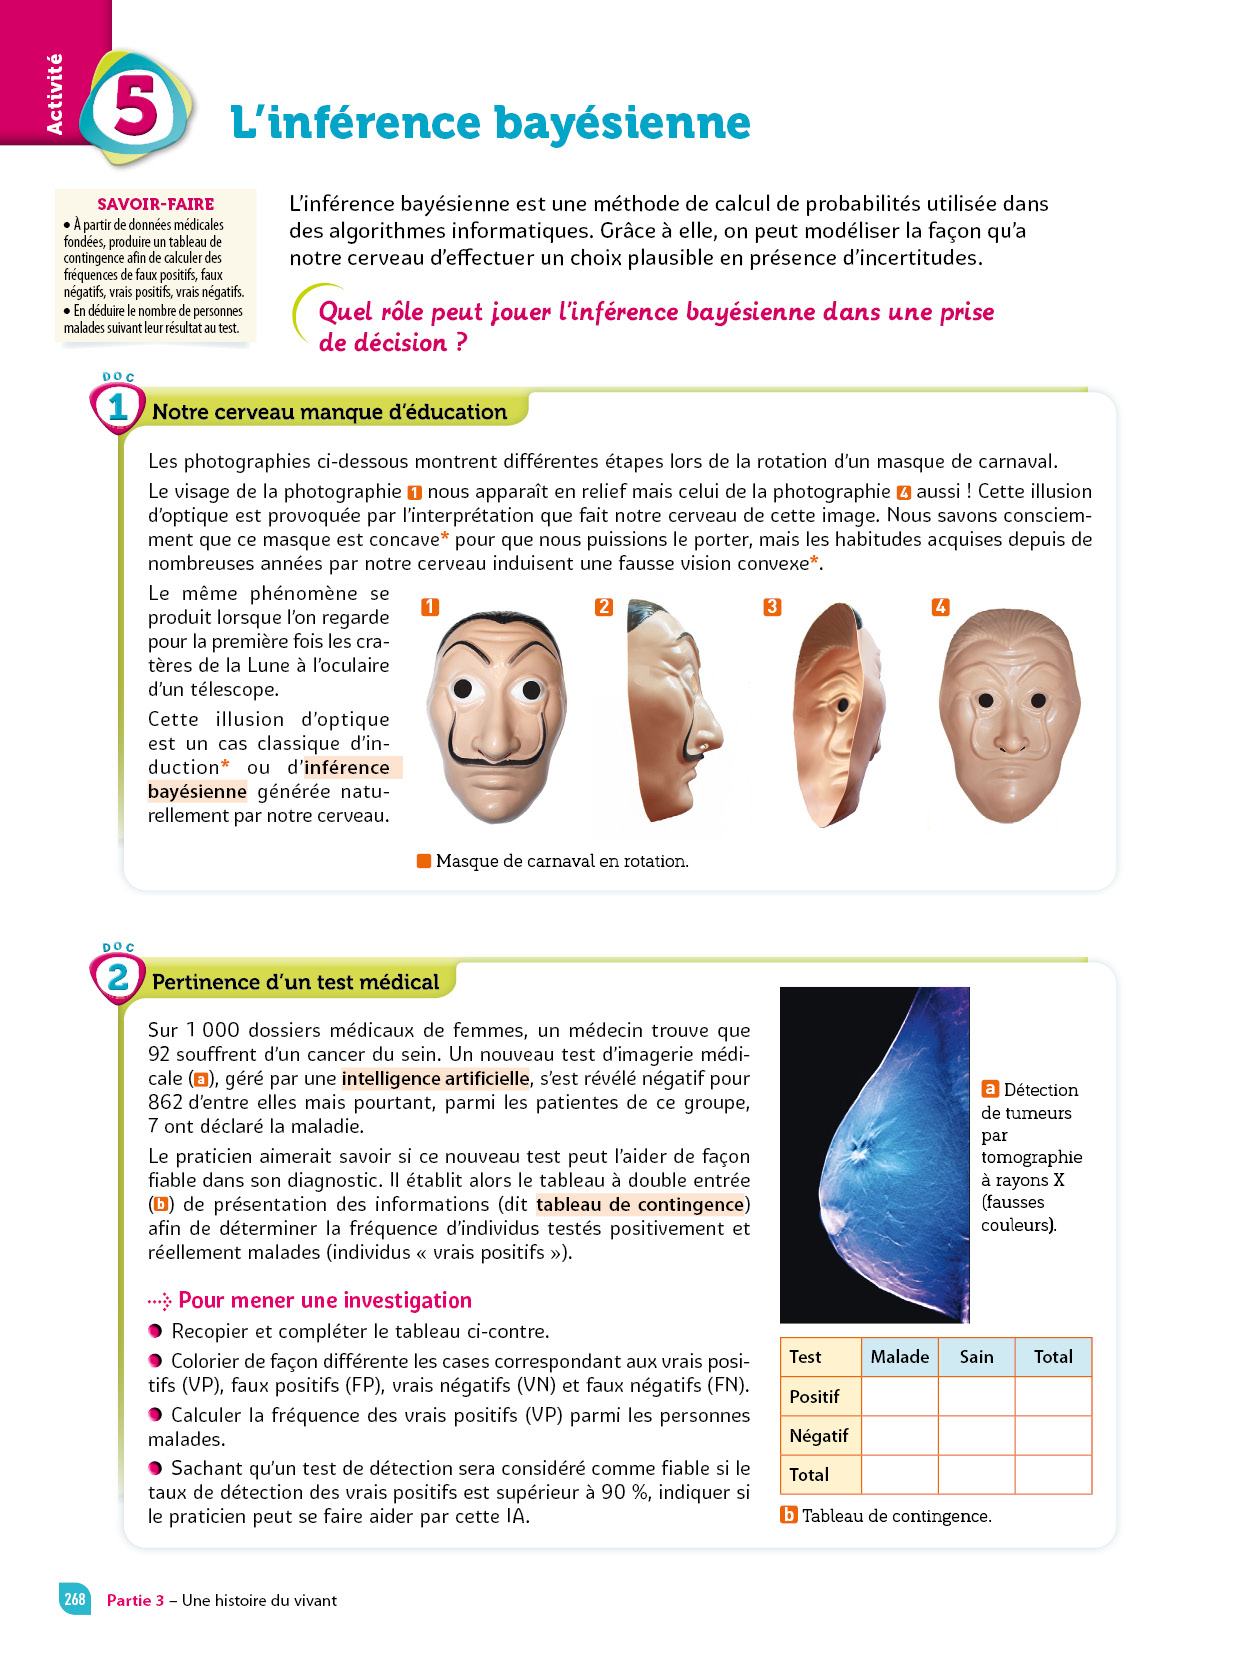 Activité
5
L'inférence bayésienne
SAVOIR-FAIRE
• À partir de données médicales
fondées, produire un tableau de
contingence afin de calculer des
fréquences de faux positifs, faux
négatifs, vrais positifs, vrais négatifs.
• En déduire le nombre de personnes
malades suivant leur résultat au test.
L'inférence bayésienne est une méthode de calcul de probabilités utilisée dans
des algorithmes informatiques. Grâce à elle, on peut modéliser la façon qu'a
notre cerveau d'effectuer un choix plausible en présence d'incertitudes.
Quel rôle peut jouer l'inférence bayésienne dans une prise
de décision ?
DOC
1 Notre cerveau manque d'éducation
Les photographies ci-dessous montrent différentes étapes lors de la rotation d'un masque de carnaval.
Le visage de la photographie 1 nous apparaît en relief mais celui de la photographie 4 aussi ! Cette illusion
d'optique est provoquée par l'interprétation que fait notre cerveau de cette image. Nous savons consciem-
ment que ce masque est concave* pour que nous puissions le porter, mais les habitudes acquises depuis de
nombreuses années par notre cerveau induisent une fausse vision convexe*.
Le même phénomène se
produit lorsque l'on regarde
pour la première fois les cra-
tères de la Lune à l'oculaire
d'un télescope.
Cette illusion d'optique
est un cas classique d'in-
duction* ou d'inférence
bayésienne générée natu-
rellement par notre cerveau.
1 2 3 4
Masque de carnaval en rotation.
DOC
2 Pertinence d'un test médical
Sur 1 000 dossiers médicaux de femmes, un médecin trouve que
92 souffrent d'un cancer du sein. Un nouveau test d'imagerie médi-
cale (a), géré par une intelligence artificielle, s'est révélé négatif pour
862 d'entre elles mais pourtant, parmi les patientes de ce groupe,
7 ont déclaré la maladie.
Le praticien aimerait savoir si ce nouveau test peut l'aider de façon
fiable dans son diagnostic. Il établit alors le tableau à double entrée
(b) de présentation des informations (dit tableau de contingence)
afin de déterminer la fréquence d'individus testés positivement et
réellement malades (individus « vrais positifs »).
Pour mener une investigation
● Recopier et compléter le tableau ci-contre.
● Colorier de façon différente les cases correspondant aux vrais posi-
tifs (VP), faux positifs (FP), vrais négatifs (VN) et faux négatifs (FN).
● Calculer la fréquence des vrais positifs (VP) parmi les personnes
malades.
● Sachant qu'un test de détection sera considéré comme fiable si le
taux de détection des vrais positifs est supérieur à 90 %, indiquer si
le praticien peut se faire aider par cette IA.
a Détection
de tumeurs
par
tomographie
à rayons X
(fausses
couleurs).
Test Malade Sain Total
Positif
Négatif
Total
b Tableau de contingence.
268 Partie 3 – Une histoire du vivant